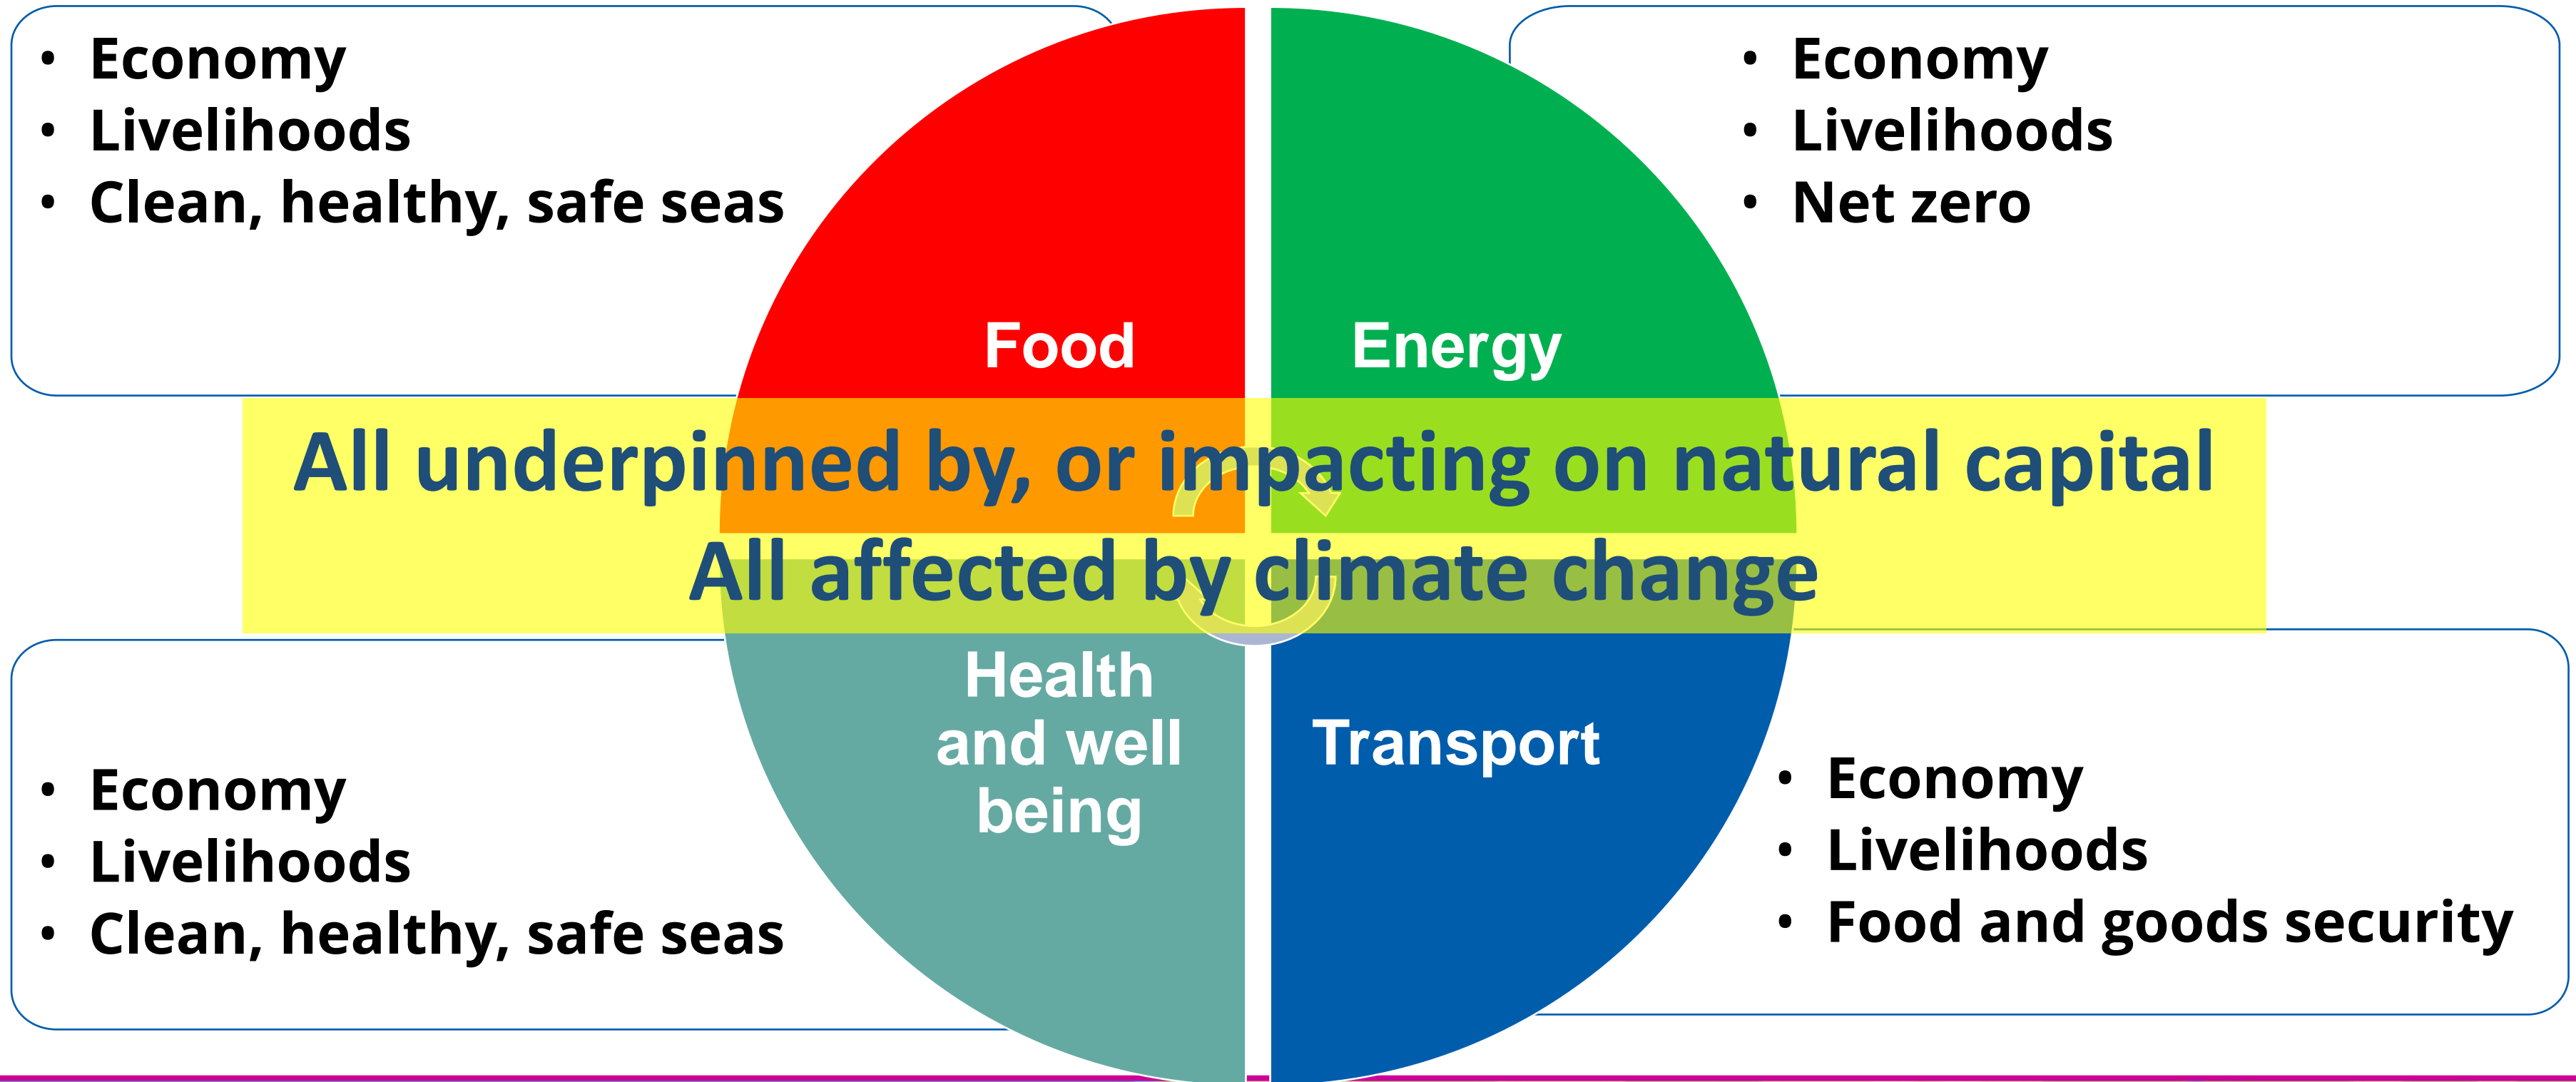 • Economy
• Livelihoods
• Clean, healthy, safe seas
• Economy
• Livelihoods
• Net zero
Food
Energy
All underpinned by, or impacting on natural capital
All affected by climate change
Health
and well
being
Transport
• Economy
• Livelihoods
• Clean, healthy, safe seas
• Economy
• Livelihoods
• Food and goods security